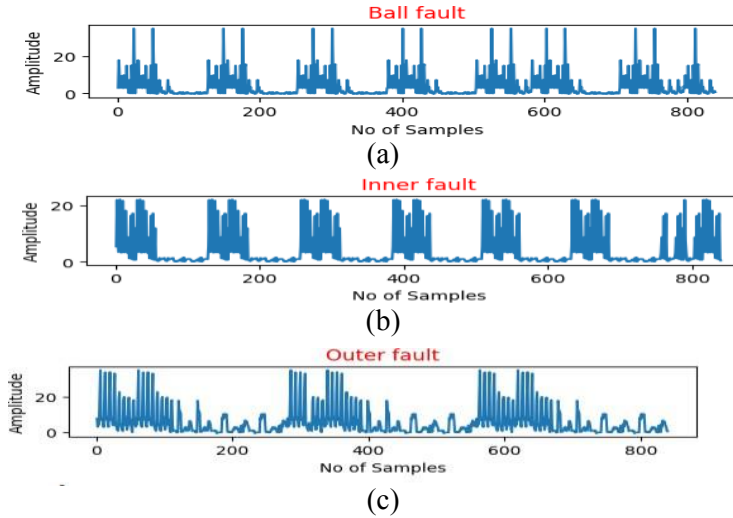 Ball fault
Amplitude
20
0
0 200 400 600 800
No of Samples
(a)
Inner fault
Amplitude
20
0
0 200 400 600 800
No of Samples
(b)
Outer fault
Amplitude
20
0
0 200 400 600 800
No of Samples
(c)